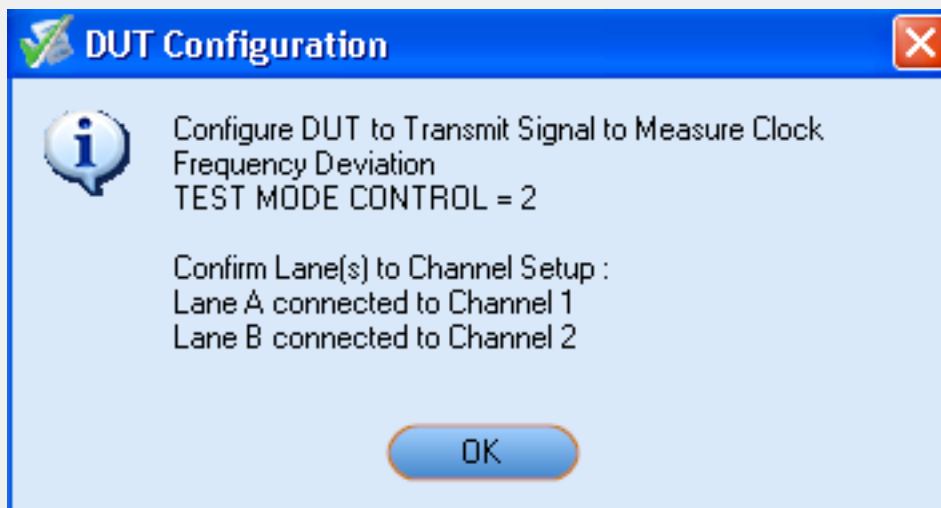 DUT Configuration
Configure DUT to Transmit Signal to Measure Clock
Frequency Deviation
TEST MODE CONTROL = 2
Confirm Lane(s) to Channel Setup :
Lane A connected to Channel 1
Lane B connected to Channel 2
OK